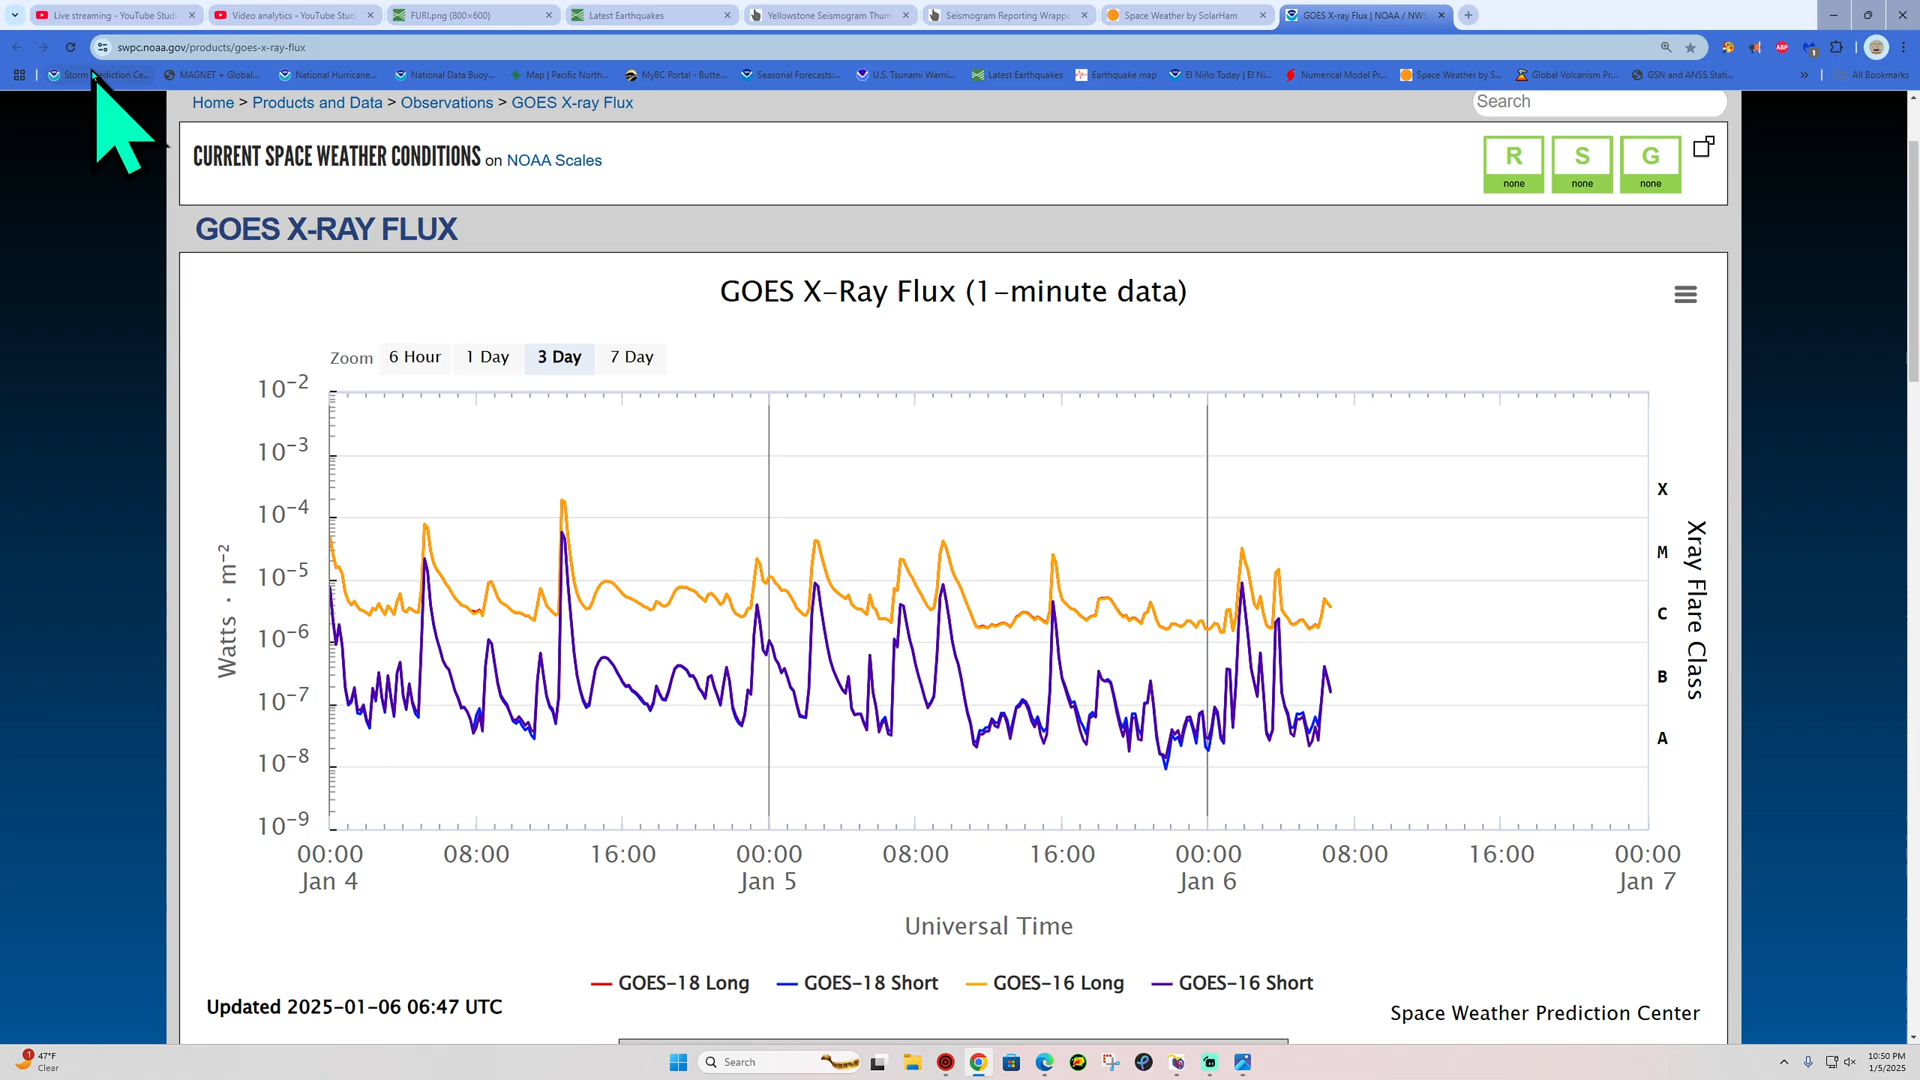 Live streaming - YouTube Studi
Video analytics - YouTube Stud
FURI.png (800×600)
Latest Earthquakes
Yellowstone Seismogram Thum
Seismogram Reporting Wrappe
Space Weather by SolarHam
GOES X-ray Flux | NOAA / NWS
swpc.noaa.gov/products/goes-x-ray-flux
ABP
MAGNET + Global...
National Hurricane...
National Data Buoy...
Map | Pacific North...
MyBC Portal - Butte...
Seasonal Forecasts:...
U.S. Tsunami Warni...
Latest Earthquakes
Earthquake map
El Niño Today | El Ni...
Numerical Model Pr...
Space Weather by S...
Global Volcanism Pr...
GSN and ANSS Stati...
All Bookmarks
Home > Products and Data > Observations > GOES X-ray Flux
Search
CURRENT SPACE WEATHER CONDITIONS on NOAA Scales
R
none
S
none
G
none
GOES X-RAY FLUX
GOES X-Ray Flux (1-minute data)
Zoom 6 Hour 1 Day 3 Day 7 Day
10-2
10-3
10-4
10-5
10-6
10-7
10-8
10-9
Watts · m-2
X
M
C
B
A
Xray Flare Class
00:00 08:00 16:00 00:00 08:00 16:00 00:00 08:00 16:00 00:00
Jan 4 Jan 5 Jan 6 Jan 7
Universal Time
GOES-18 Long GOES-18 Short GOES-16 Long GOES-16 Short
Updated 2025-01-06 06:47 UTC
Space Weather Prediction Center
1
47°F
Clear
Search
10:50 PM
1/5/2025